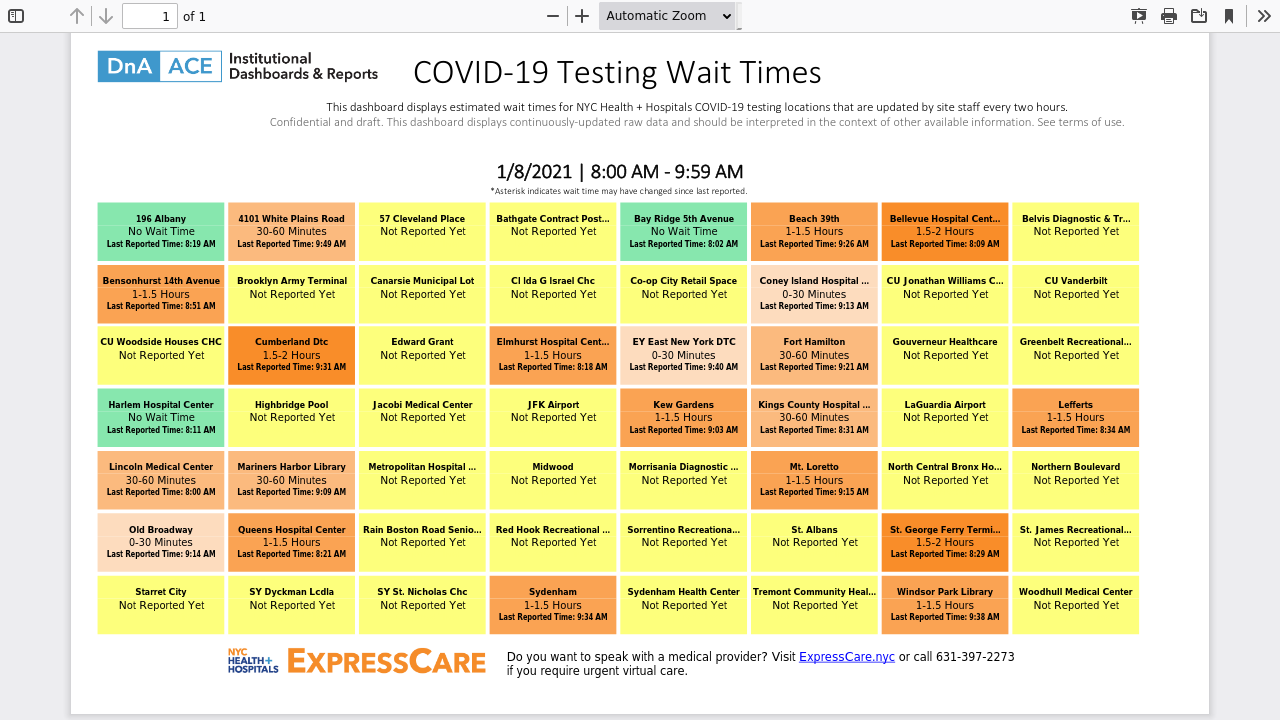 1 of 1 Automatic Zoom
DnA ACE Institutional Dashboards & Reports
COVID-19 Testing Wait Times
This dashboard displays estimated wait times for NYC Health + Hospitals COVID-19 testing locations that are updated by site staff every two hours.
Confidential and draft. This dashboard displays continuously-updated raw data and should be interpreted in the context of other available information. See terms of use.
1/8/2021 | 8:00 AM - 9:59 AM
*Asterisk indicates wait time may have changed since last reported.
196 Albany
No Wait Time
Last Reported Time: 8:19 AM
4101 White Plains Road
30-60 Minutes
Last Reported Time: 9:49 AM
57 Cleveland Place
Not Reported Yet
Bathgate Contract Post...
Not Reported Yet
Bay Ridge 5th Avenue
No Wait Time
Last Reported Time: 8:02 AM
Beach 39th
1-1.5 Hours
Last Reported Time: 9:26 AM
Bellevue Hospital Cent...
1.5-2 Hours
Last Reported Time: 8:09 AM
Belvis Diagnostic & Tr...
Not Reported Yet
Bensonhurst 14th Avenue
1-1.5 Hours
Last Reported Time: 8:51 AM
Brooklyn Army Terminal
Not Reported Yet
Canarsie Municipal Lot
Not Reported Yet
Cl Ida G Israel Chc
Not Reported Yet
Co-op City Retail Space
Not Reported Yet
Coney Island Hospital ...
0-30 Minutes
Last Reported Time: 9:13 AM
CU Jonathan Williams C...
Not Reported Yet
CU Vanderbilt
Not Reported Yet
CU Woodside Houses CHC
Not Reported Yet
Cumberland Dtc
1.5-2 Hours
Last Reported Time: 9:31 AM
Edward Grant
Not Reported Yet
Elmhurst Hospital Cent...
1-1.5 Hours
Last Reported Time: 8:18 AM
EY East New York DTC
0-30 Minutes
Last Reported Time: 9:40 AM
Fort Hamilton
30-60 Minutes
Last Reported Time: 9:21 AM
Gouverneur Healthcare
Not Reported Yet
Greenbelt Recreational...
Not Reported Yet
Harlem Hospital Center
No Wait Time
Last Reported Time: 8:11 AM
Highbridge Pool
Not Reported Yet
Jacobi Medical Center
Not Reported Yet
JFK Airport
Not Reported Yet
Kew Gardens
1-1.5 Hours
Last Reported Time: 9:03 AM
Kings County Hospital ...
30-60 Minutes
Last Reported Time: 8:31 AM
LaGuardia Airport
Not Reported Yet
Lefferts
1-1.5 Hours
Last Reported Time: 8:34 AM
Lincoln Medical Center
30-60 Minutes
Last Reported Time: 8:00 AM
Mariners Harbor Library
30-60 Minutes
Last Reported Time: 9:09 AM
Metropolitan Hospital ...
Not Reported Yet
Midwood
Not Reported Yet
Morrisania Diagnostic ...
Not Reported Yet
Mt. Loretto
1-1.5 Hours
Last Reported Time: 9:15 AM
North Central Bronx Ho...
Not Reported Yet
Northern Boulevard
Not Reported Yet
Old Broadway
0-30 Minutes
Last Reported Time: 9:14 AM
Queens Hospital Center
1-1.5 Hours
Last Reported Time: 8:21 AM
Rain Boston Road Senio...
Not Reported Yet
Red Hook Recreational ...
Not Reported Yet
Sorrentino Recreationa...
Not Reported Yet
St. Albans
Not Reported Yet
St. George Ferry Termi...
1.5-2 Hours
Last Reported Time: 8:29 AM
St. James Recreational...
Not Reported Yet
Starret City
Not Reported Yet
SY Dyckman Lcdla
Not Reported Yet
SY St. Nicholas Chc
Not Reported Yet
Sydenham
1-1.5 Hours
Last Reported Time: 9:34 AM
Sydenham Health Center
Not Reported Yet
Tremont Community Heal...
Not Reported Yet
Windsor Park Library
1-1.5 Hours
Last Reported Time: 9:38 AM
Woodhull Medical Center
Not Reported Yet
NYC
HEALTH+
HOSPITALS
EXPRESSCARE
Do you want to speak with a medical provider? Visit ExpressCare.nyc or call 631-397-2273
if you require urgent virtual care.